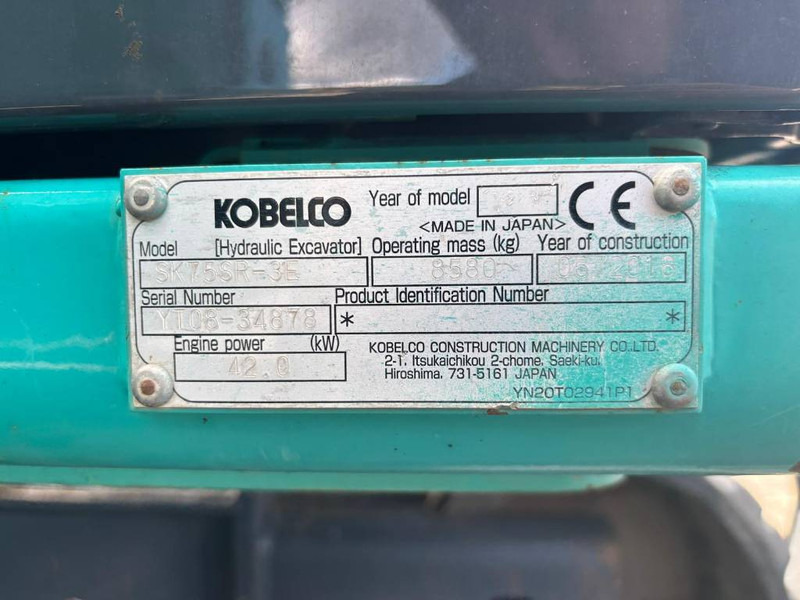 KOBELCO
Year of model
CE
<MADE IN JAPAN>
Model [Hydraulic Excavator] Operating mass (kg) Year of construction
SK75SR-3E 8580 2016
Serial Number Product Identification Number
YT08-34878 * *
Engine power (kW)
42.0
KOBELCO CONSTRUCTION MACHINERY CO.,LTD.
2-1, Itsukaichikou 2-chome, Saeki-ku,
Hiroshima, 731-5161 JAPAN
YN20T02941P1